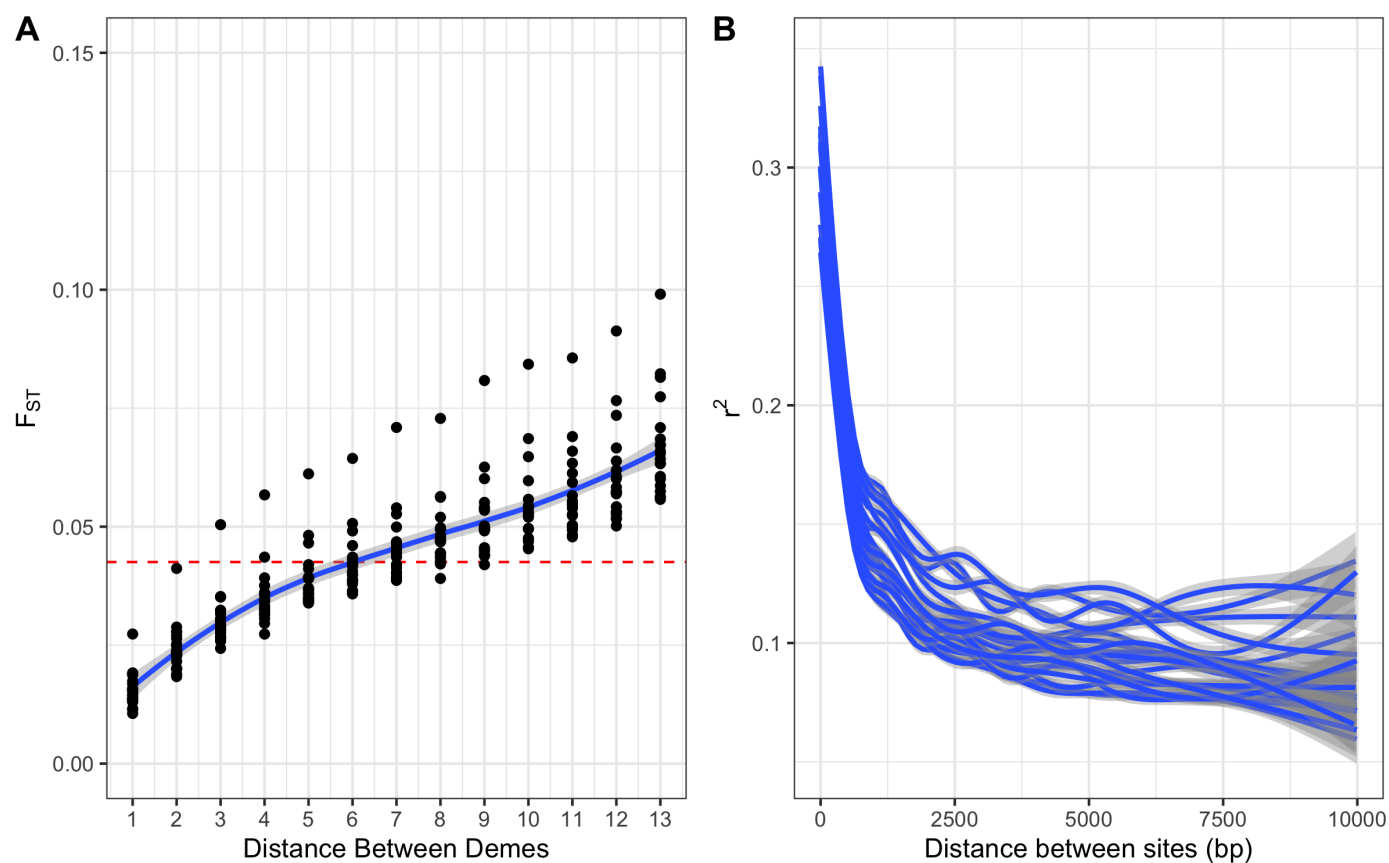 A
0.15
0.10
0.05
0.00
FST
1 2 3 4 5 6 7 8 9 10 11 12 13
Distance Between Demes
B
0.3
0.2
0.1
r2
0 2500 5000 7500 10000
Distance between sites (bp)